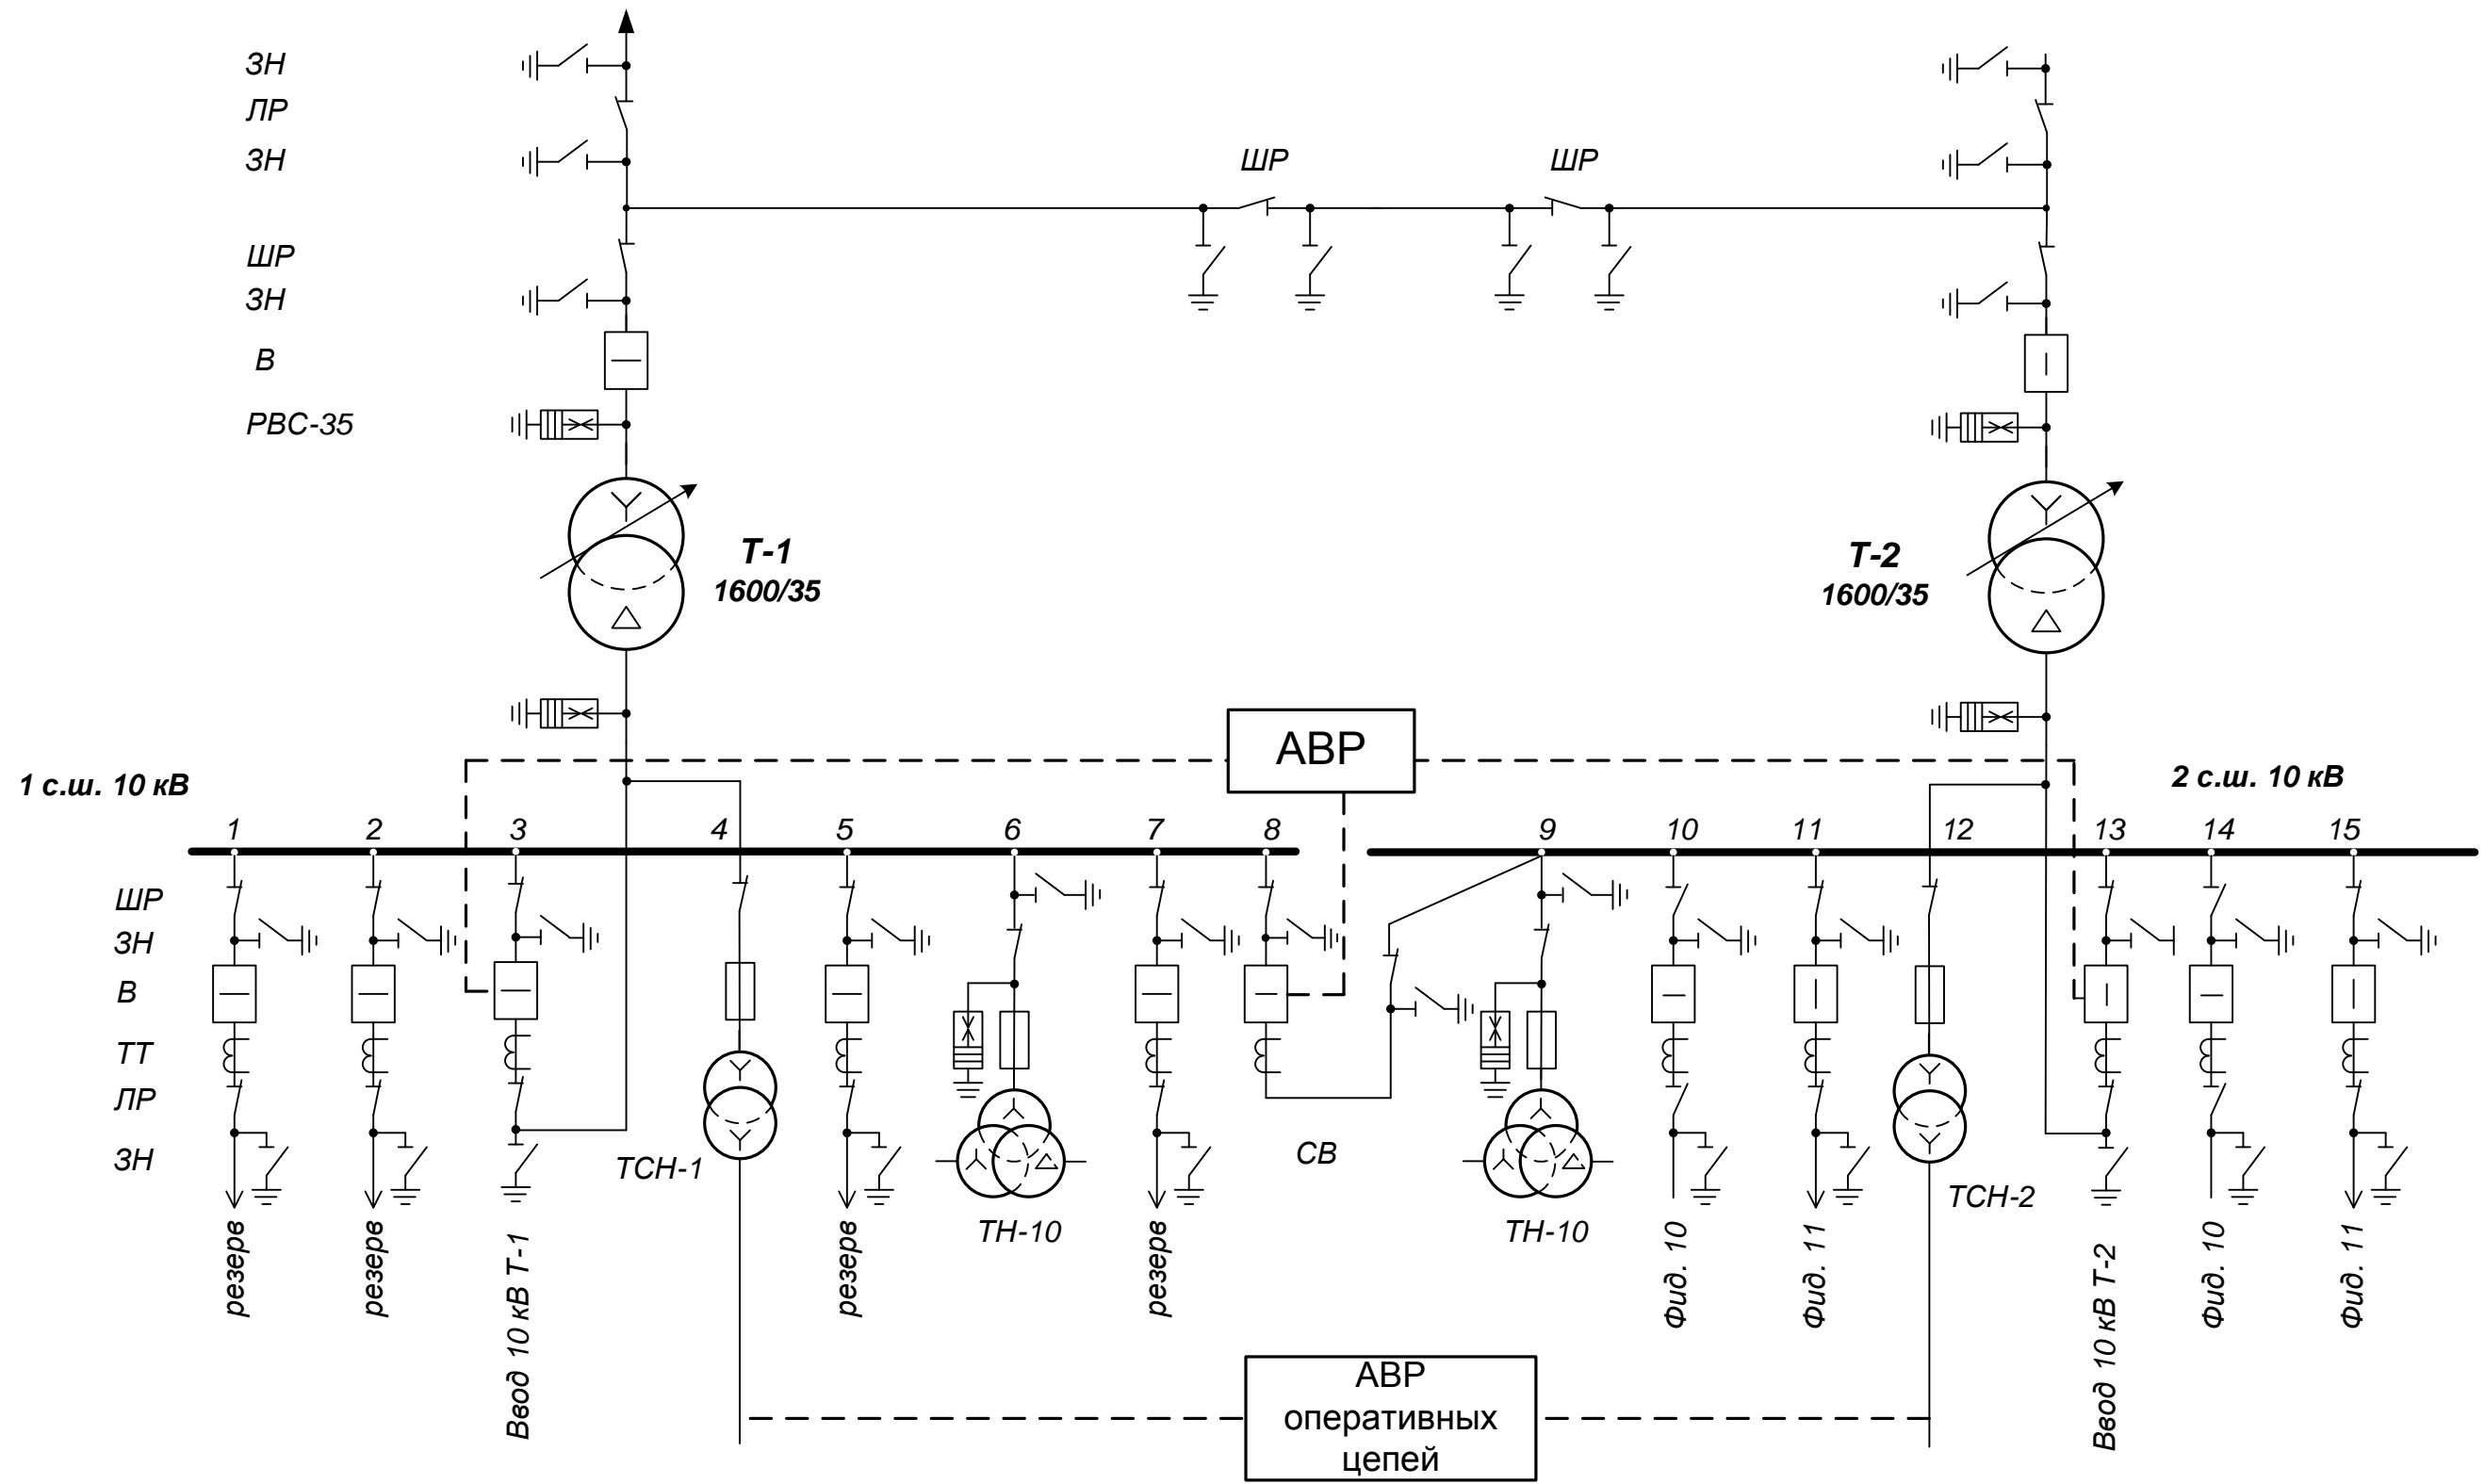 ЗН
ЛР
ЗН
ШР
ШР
ШР
ЗН
В
РВС-35
Т-1
1600/35
Т-2
1600/35
АВР
1 с.ш. 10 кВ
2 с.ш. 10 кВ
1 2 3 4 5 6 7 8 9 10 11 12 13 14 15
ШР
ЗН
В
ТТ
ЛР
ЗН
ТСН-1
СВ
ТСН-2
ТН-10
ТН-10
резерв
резерв
Ввод 10 кВ Т-1
резерв
резерв
Фид. 10
Фид. 11
Ввод 10 кВ Т-2
Фид. 10
Фид. 11
АВР
оперативных
цепей